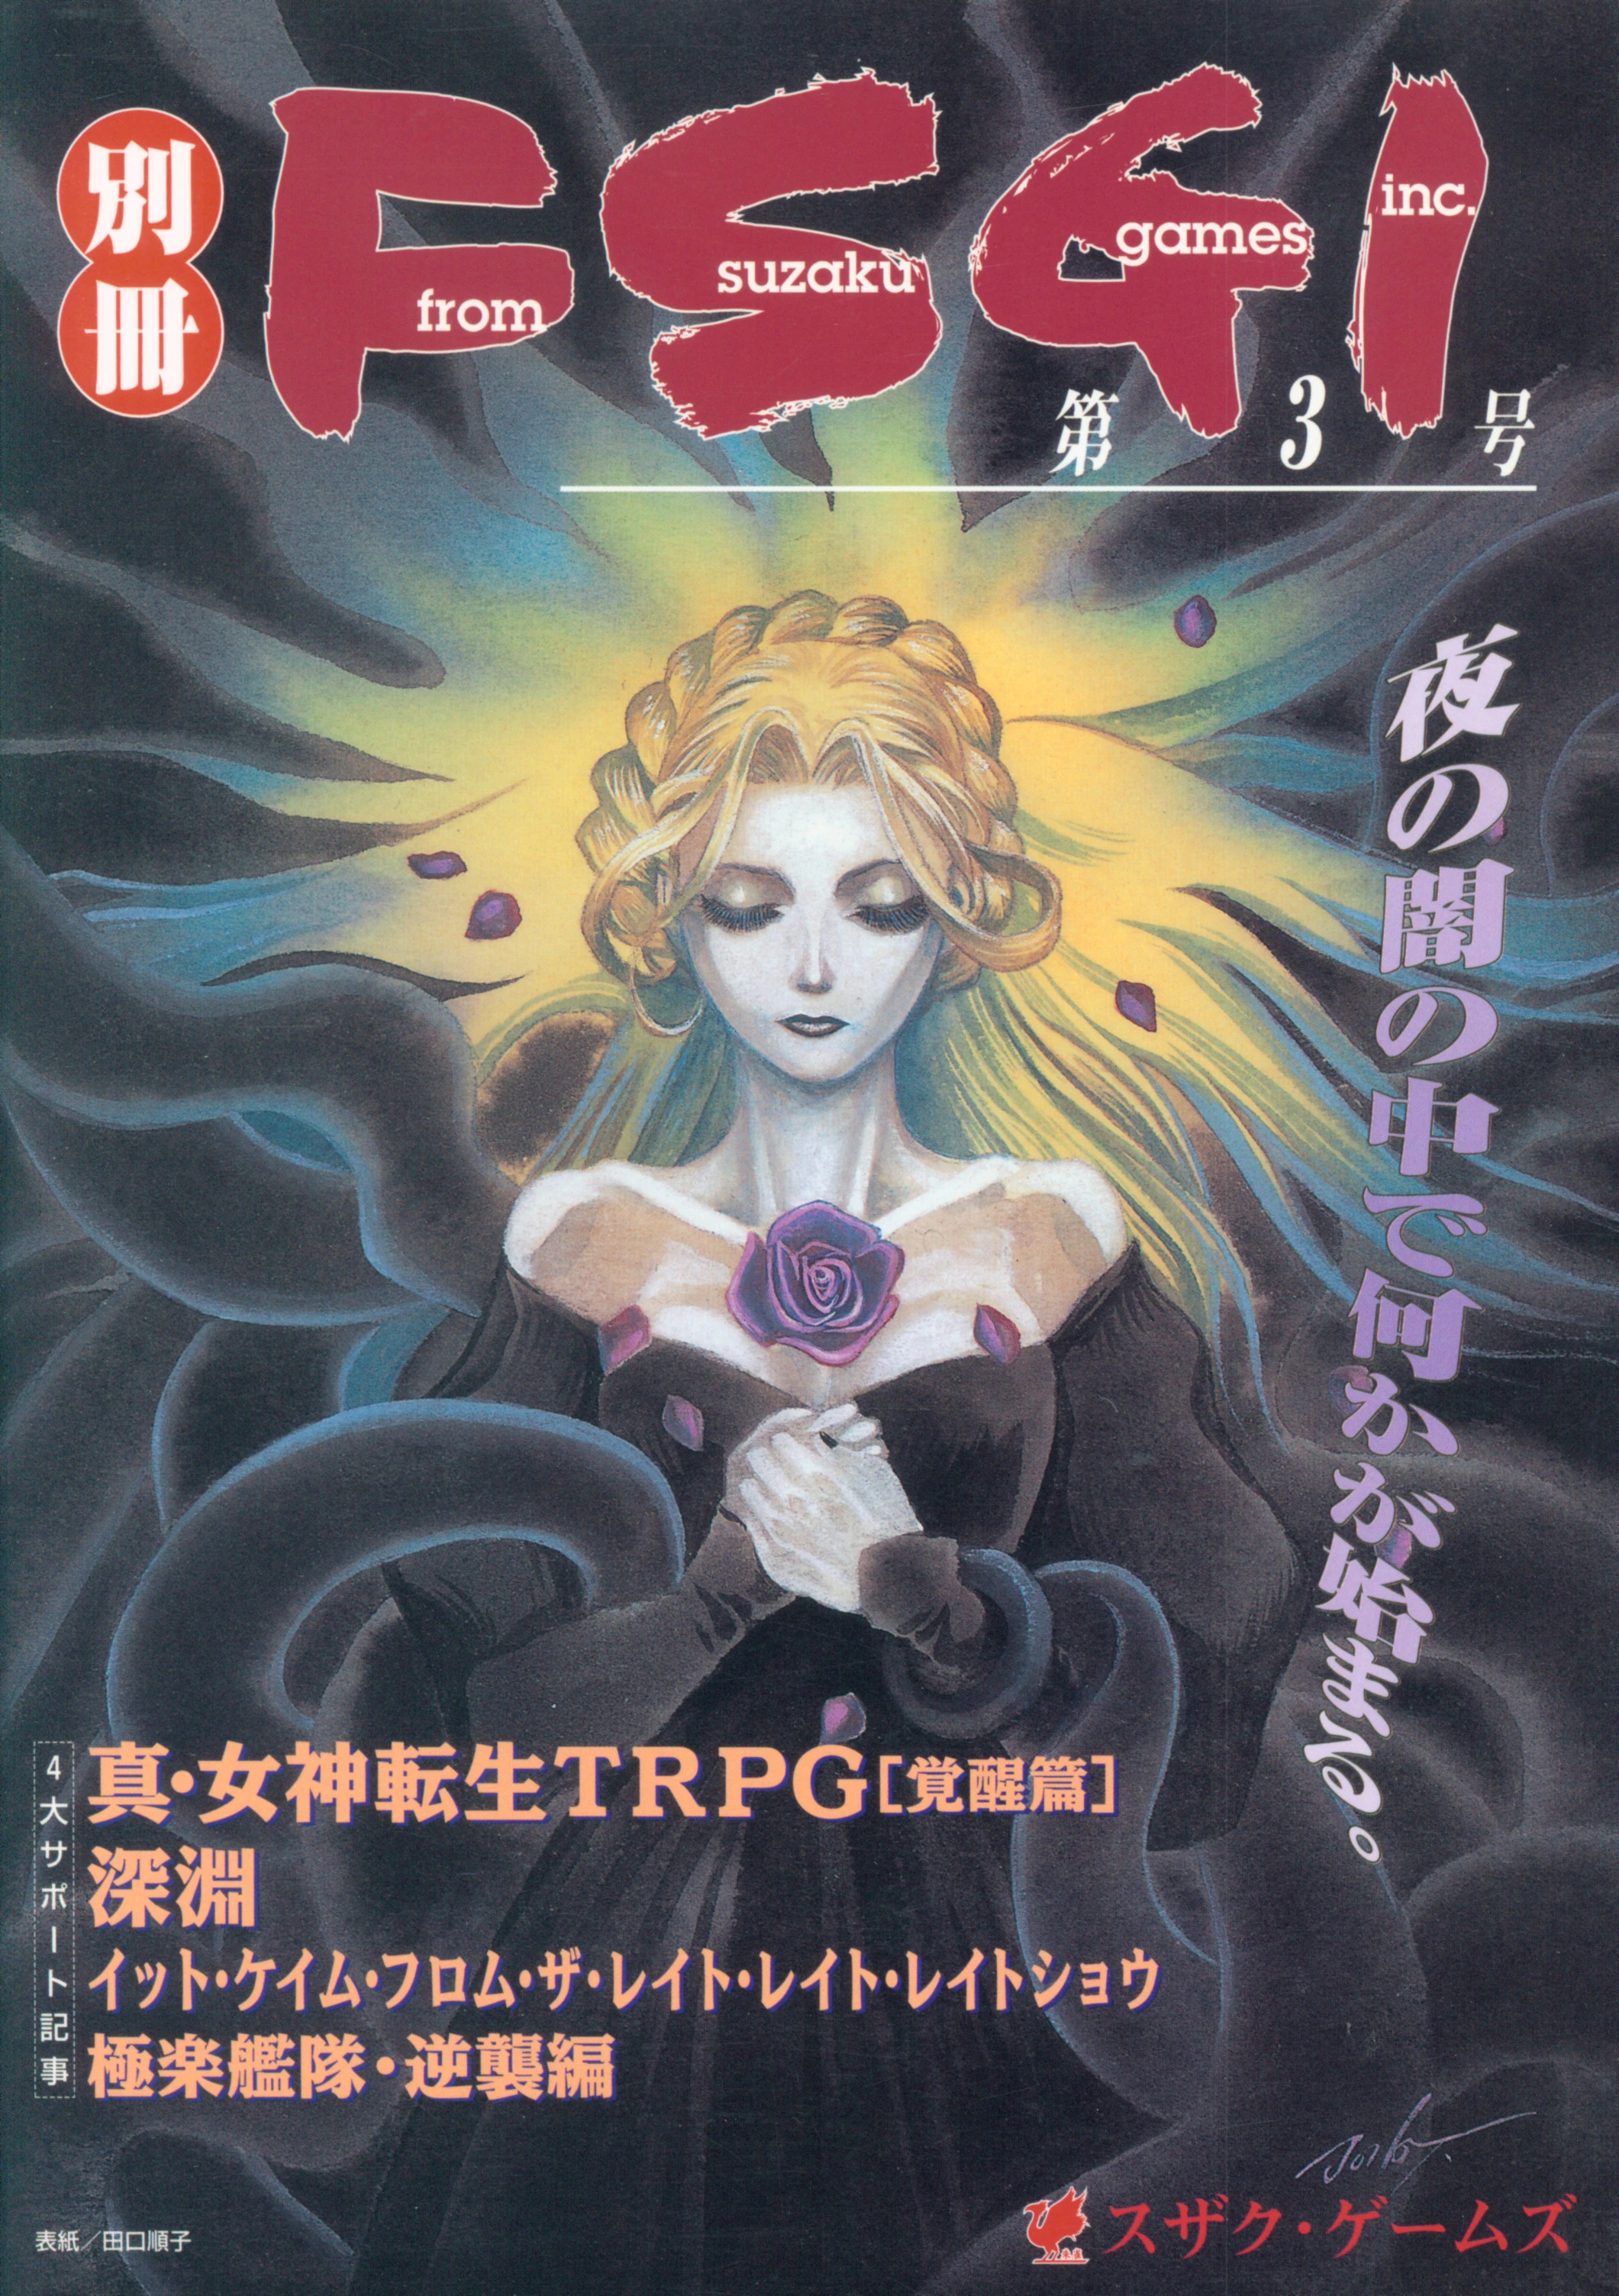 別冊
FSGI
from suzaku games inc.
第3号
夜の闇の中で何かが始まる。
4大サポート記事
真・女神転生TRPG[覚醒篇]
深淵
イット・ケイム・フロム・ザ・レイト・レイト・レイトショウ
極楽艦隊・逆襲編
表紙／田口順子
スザク・ゲームズ